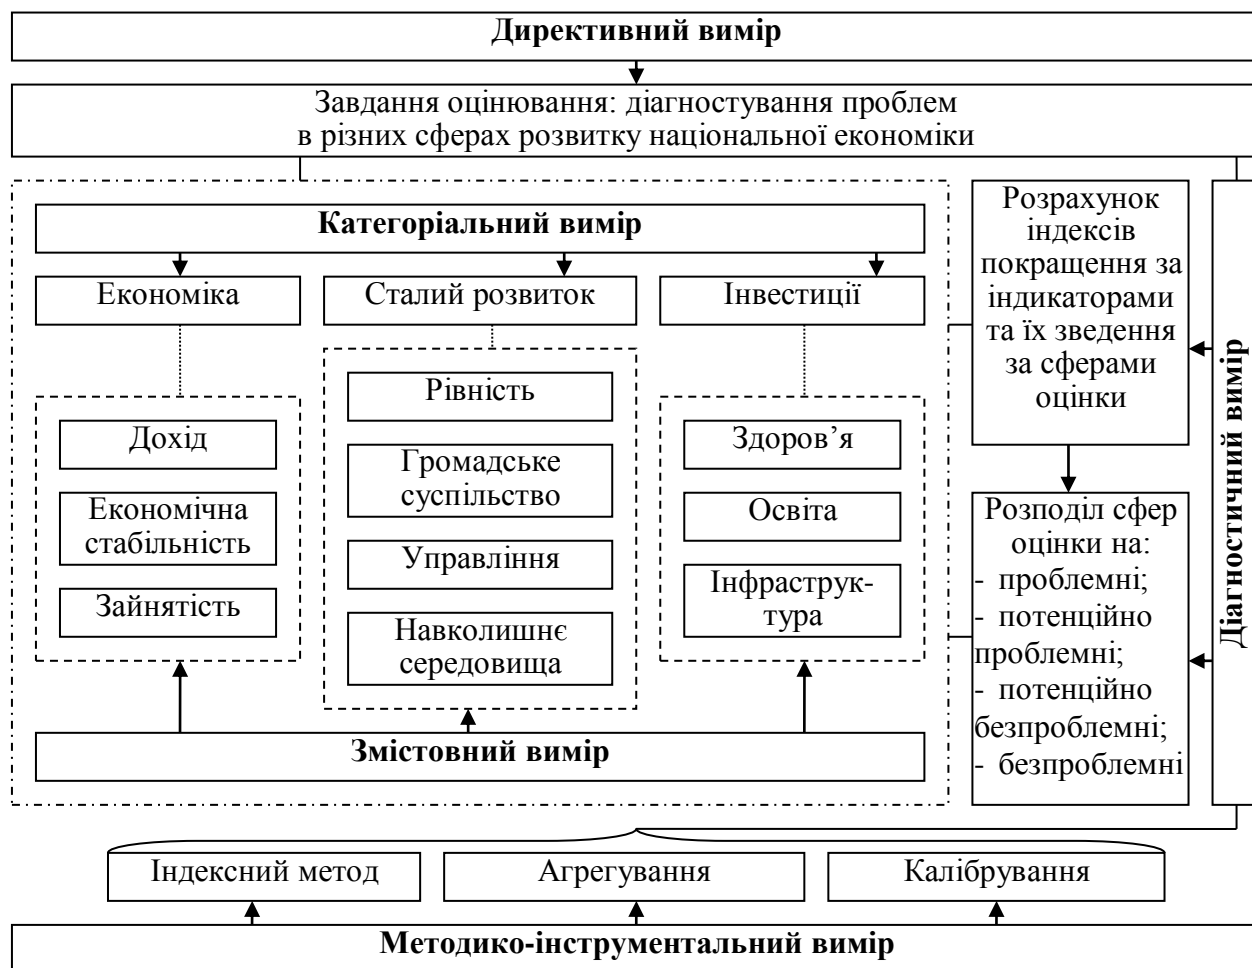 Директивний вимір
Завдання оцінювання: діагностування проблем
в різних сферах розвитку національної економіки
Категоріальний вимір
Економіка
Сталий розвиток
Інвестиції
Дохід
Економічна
стабільність
Зайнятість
Рівність
Громадське
суспільство
Управління
Навколишнє
середовища
Здоров’я
Освіта
Інфраструк-
тура
Змістовний вимір
Розрахунок
індексів
покращення за
індикаторами
та їх зведення
за сферами
оцінки
Розподіл сфер
оцінки на:
- проблемні;
- потенційно
проблемні;
- потенційно
безпроблемні;
- безпроблемні
Діагностичний вимір
Індексний метод
Агрегування
Калібрування
Методико-інструментальний вимір